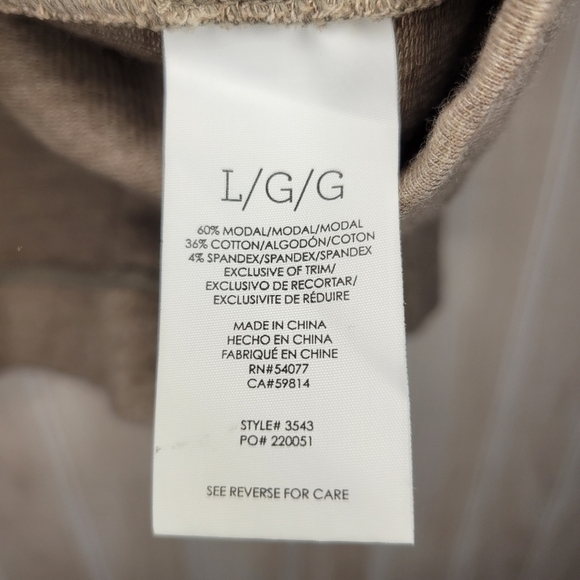 L/G/G
60% MODAL/MODAL/MODAL
36% COTTON/ALGODÓN/COTON
4% SPANDEX/SPANDEX/SPANDEX
EXCLUSIVE OF TRIM/
EXCLUSIVO DE RECORTAR/
EXCLUSIVITE DE RÉDUIRE
MADE IN CHINA
HECHO EN CHINA
FABRIQUÉ EN CHINE
RN#54077
CA#59814
STYLE# 3543
PO# 220051
SEE REVERSE FOR CARE